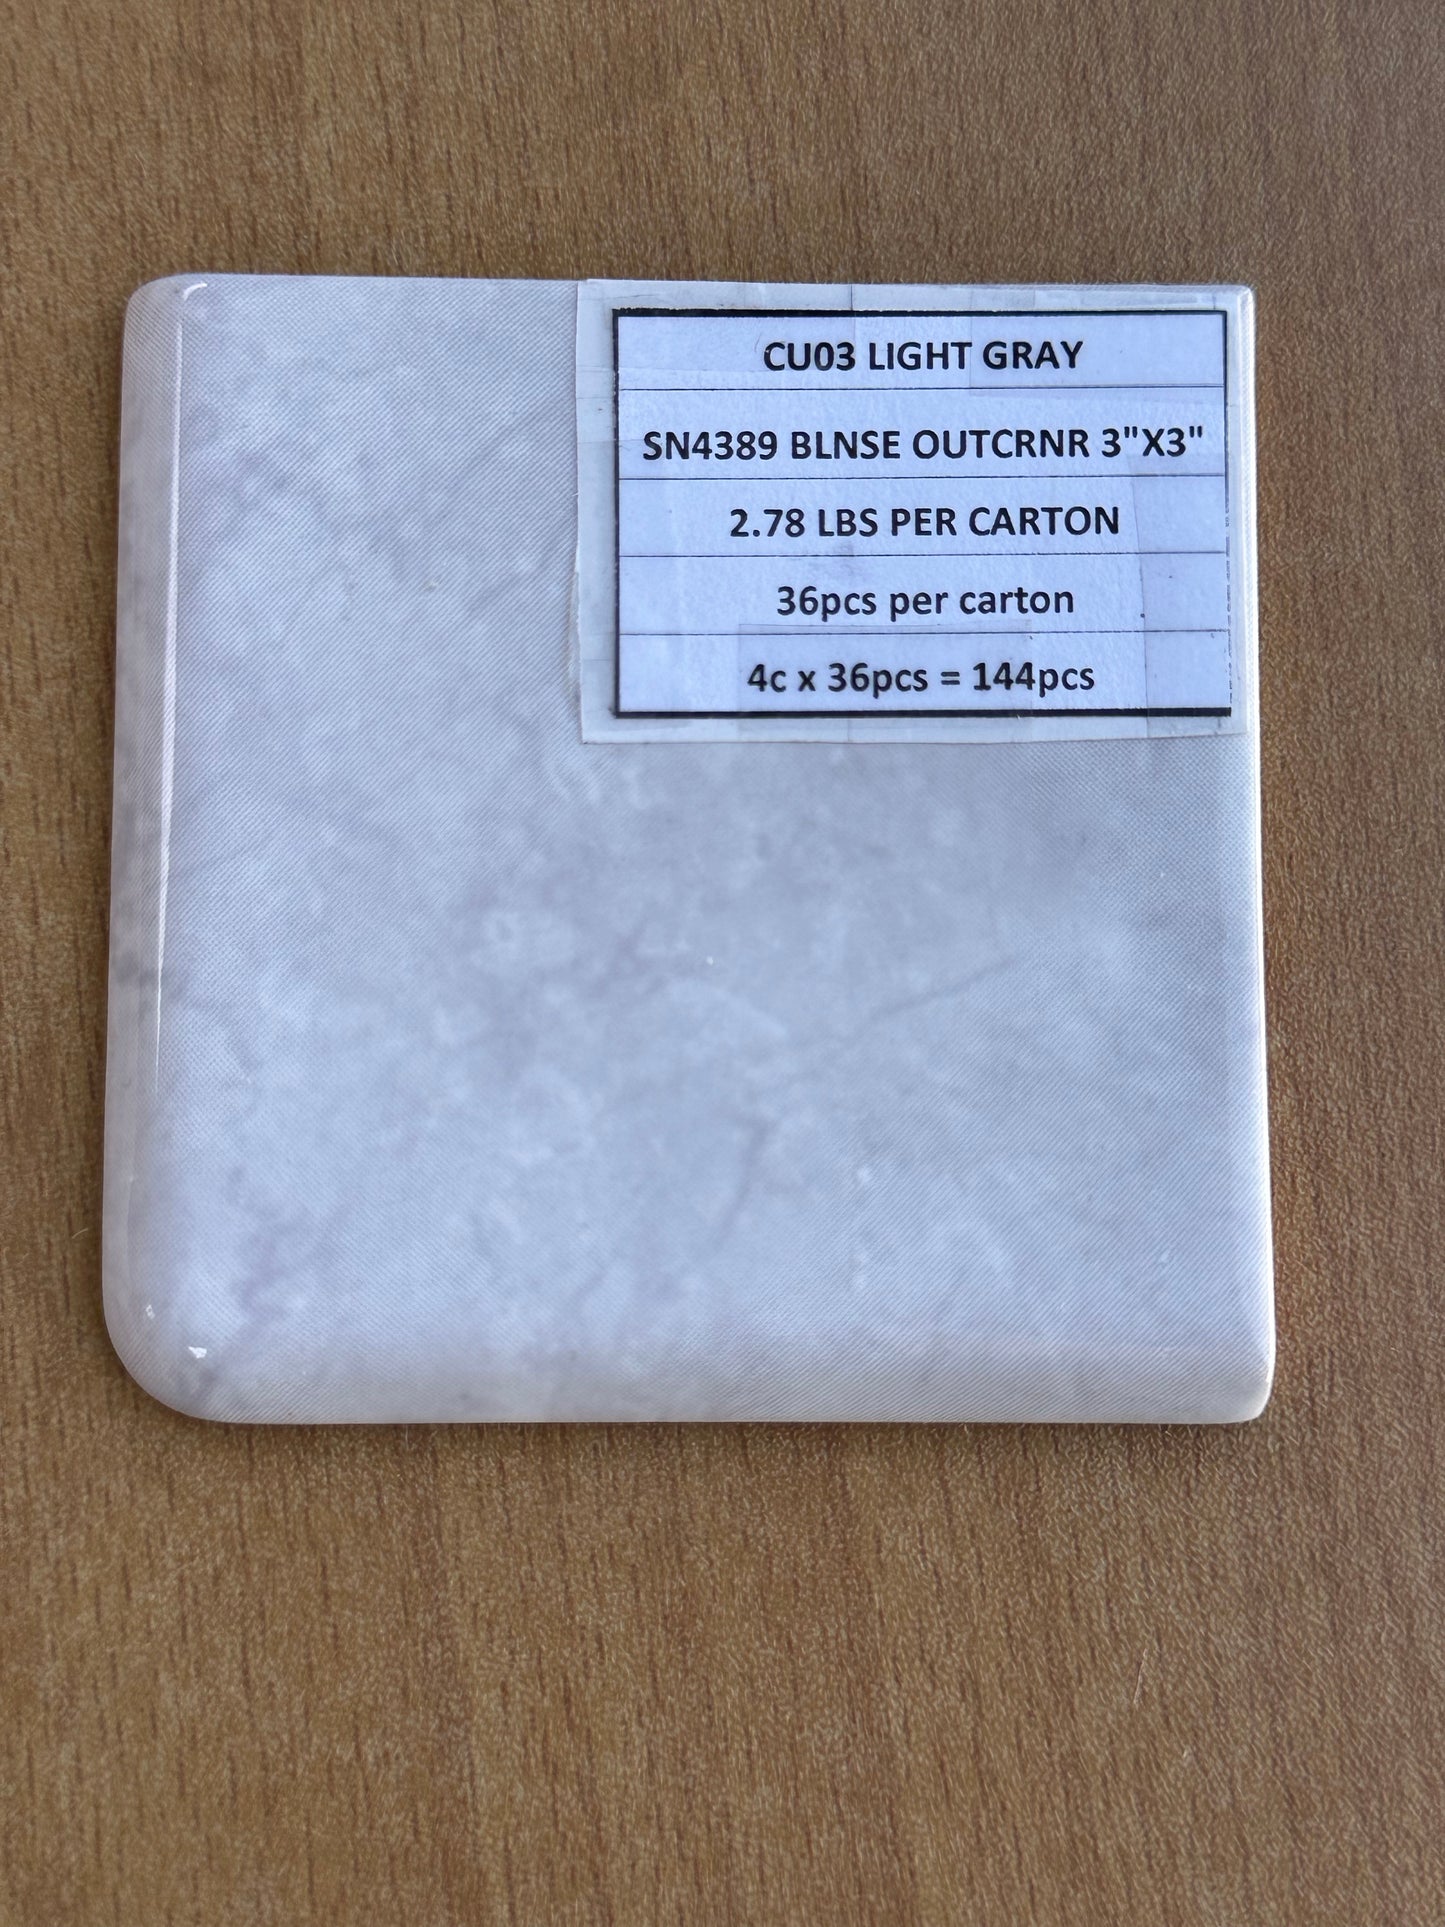 CU03 LIGHT GRAY
SN4389 BLNSE OUTCRNR 3"X3"
2.78 LBS PER CARTON
36pcs per carton
4c x 36pcs = 144pcs